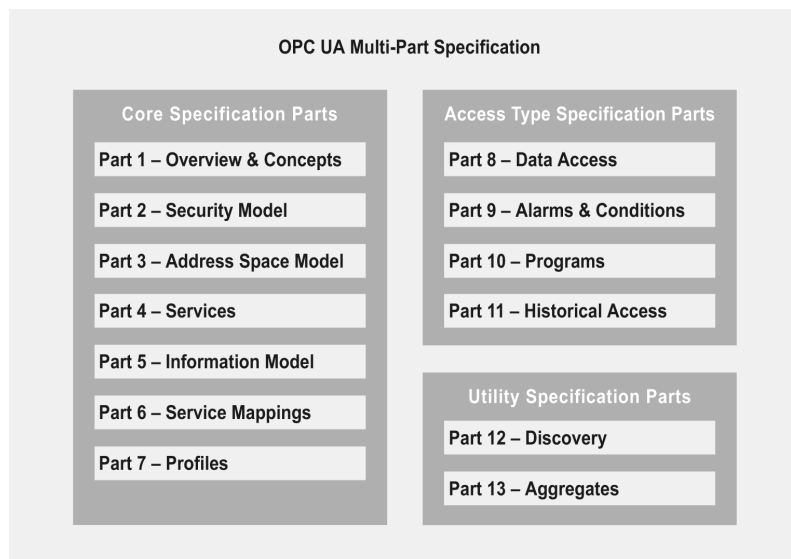 OPC UA Multi-Part Specification
Core Specification Parts
Part 1 – Overview & Concepts
Part 2 – Security Model
Part 3 – Address Space Model
Part 4 – Services
Part 5 – Information Model
Part 6 – Service Mappings
Part 7 – Profiles
Access Type Specification Parts
Part 8 – Data Access
Part 9 – Alarms & Conditions
Part 10 – Programs
Part 11 – Historical Access
Utility Specification Parts
Part 12 – Discovery
Part 13 – Aggregates